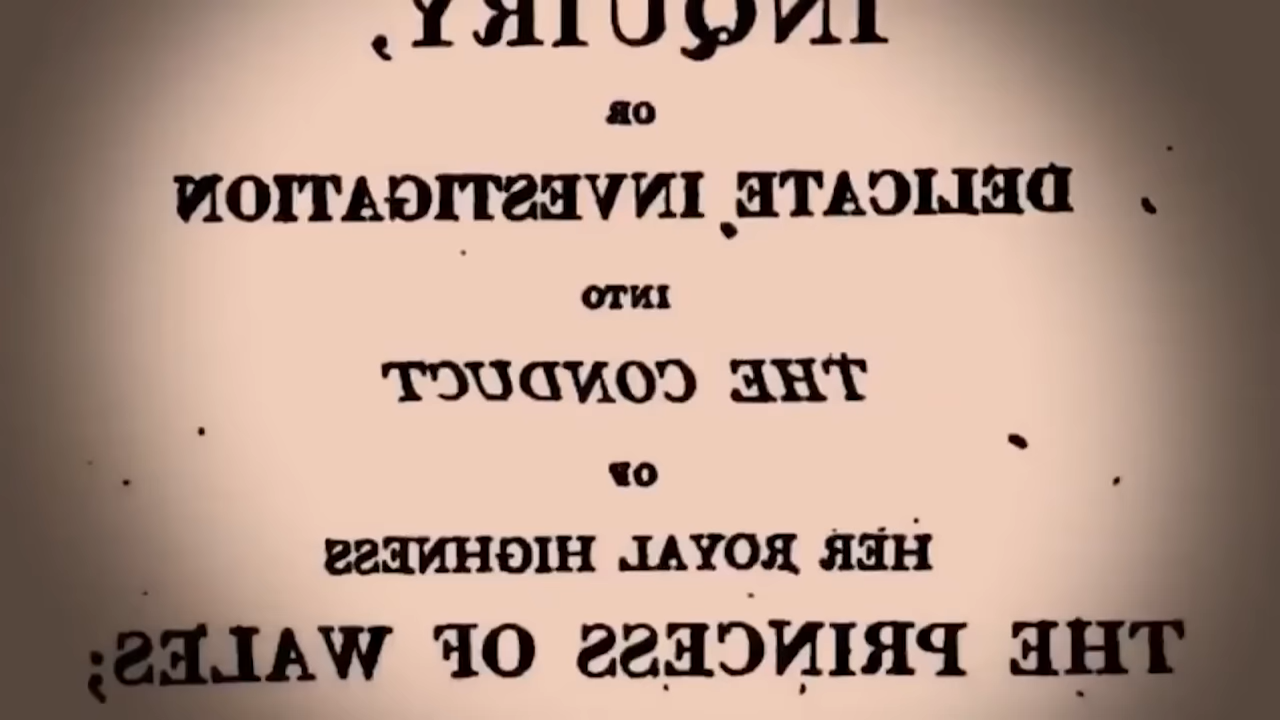 INQUIRY,
OR
DELICATE INVESTIGATION
INTO
THE CONDUCT
OF
HER ROYAL HIGHNESS
THE PRINCESS OF WALES;